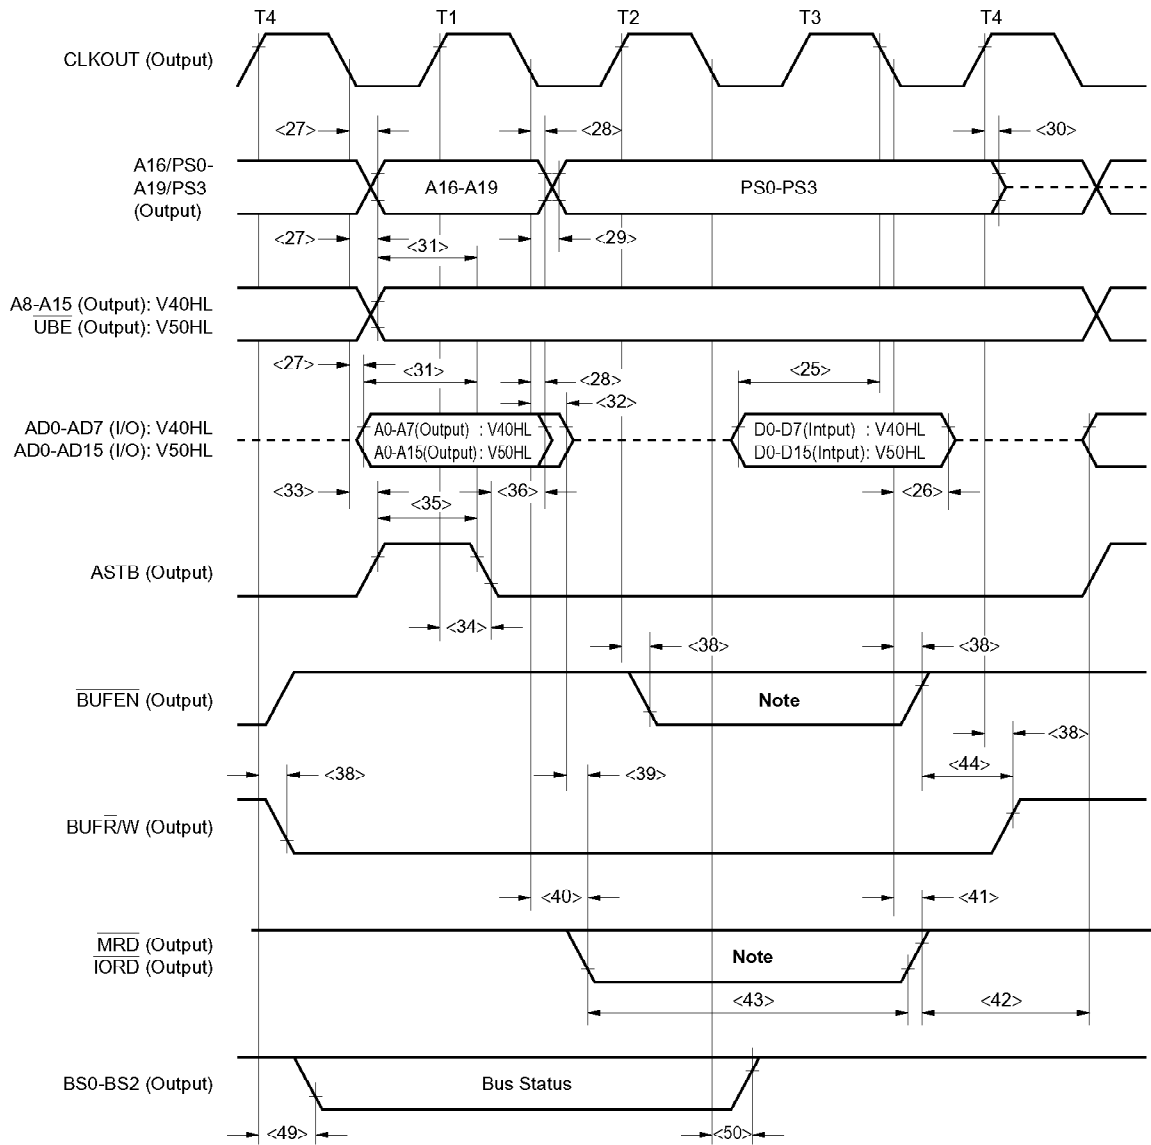 T4 T1 T2 T3 T4
CLKOUT (Output)
<27> <28> <30>
A16/PS0-
A19/PS3
(Output)
A16-A19 PS0-PS3
<27> <31> <29>
A8-A15 (Output): V40HL
UBE (Output): V50HL
<27> <31> <28> <25>
<32>
AD0-AD7 (I/O): V40HL
AD0-AD15 (I/O): V50HL
A0-A7(Output) : V40HL
A0-A15(Output): V50HL
D0-D7(Intput) : V40HL
D0-D15(Intput): V50HL
<33> <35> <36> <26>
ASTB (Output)
<34>
<38> <38>
BUFEN (Output)
Note
<38>
<38> <39> <44>
BUFR/W (Output)
<40> <41>
MRD (Output)
IORD (Output)
Note
<43> <42>
BS0-BS2 (Output)
Bus Status
<49> <50>